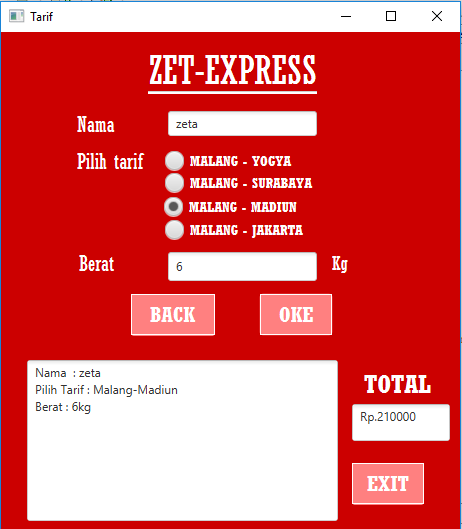 Tarif
ZET-EXPRESS
Nama zeta
Pilih tarif MALANG - YOGYA
MALANG - SURABAYA
MALANG - MADIUN
MALANG - JAKARTA
Berat 6 Kg
BACK OKE
Nama : zeta
Pilih Tarif : Malang-Madiun
Berat : 6kg
TOTAL
Rp.210000
EXIT